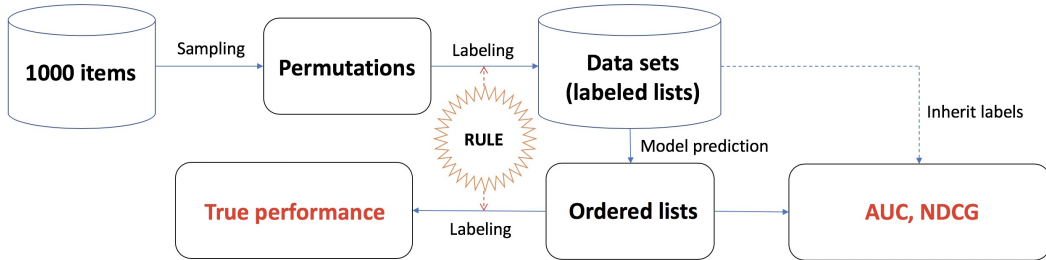 1000 items
Sampling
Permutations
Labeling
Data sets
(labeled lists)
Inherit labels
RULE
Model prediction
True performance
Labeling
Ordered lists
AUC, NDCG